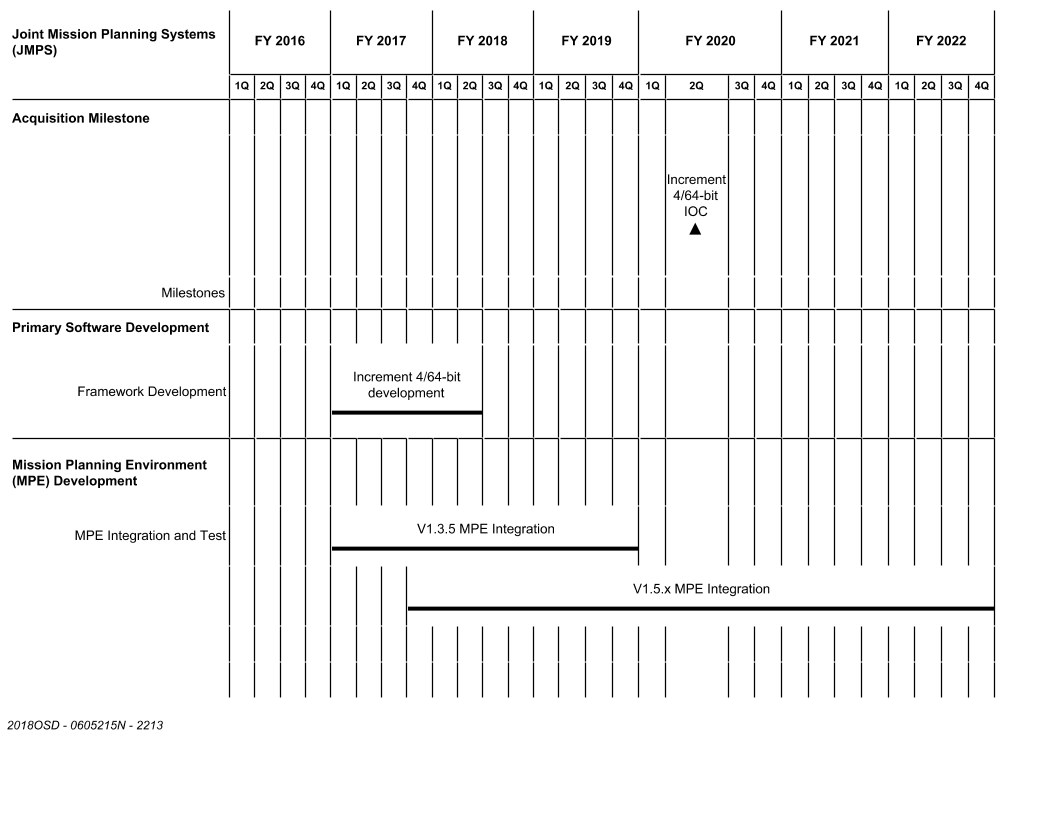 Joint Mission Planning Systems
(JMPS)
FY 2016 FY 2017 FY 2018 FY 2019 FY 2020 FY 2021 FY 2022
1Q 2Q 3Q 4Q 1Q 2Q 3Q 4Q 1Q 2Q 3Q 4Q 1Q 2Q 3Q 4Q 1Q 2Q 3Q 4Q 1Q 2Q 3Q 4Q 1Q 2Q 3Q 4Q
Acquisition Milestone
Increment
4/64-bit
IOC
Milestones
Primary Software Development
Increment 4/64-bit
development
Framework Development
Mission Planning Environment
(MPE) Development
V1.3.5 MPE Integration
MPE Integration and Test
V1.5.x MPE Integration
2018OSD - 0605215N - 2213